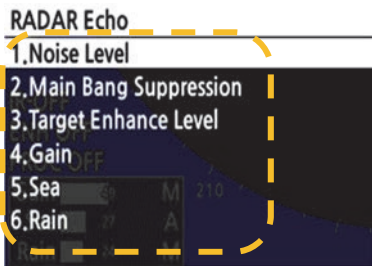 RADAR Echo
1.Noise Level
2.Main Bang Suppression
3.Target Enhance Level
4.Gain
5.Sea
6.Rain
210